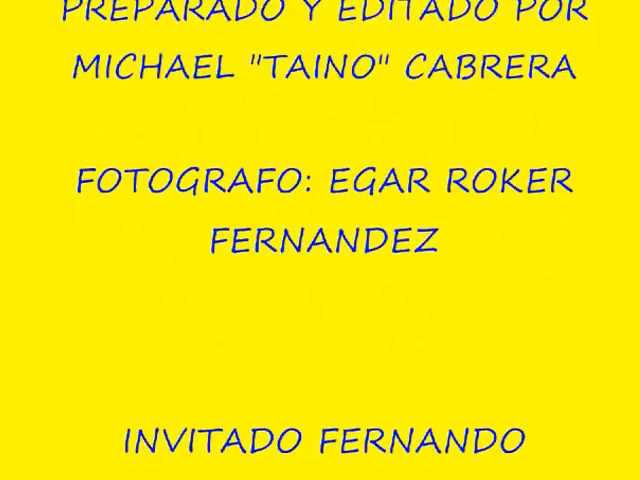 PREPARADO Y EDITADO POR
MICHAEL "TAINO" CABRERA
FOTOGRAFO: EGAR ROKER
FERNANDEZ
INVITADO FERNANDO